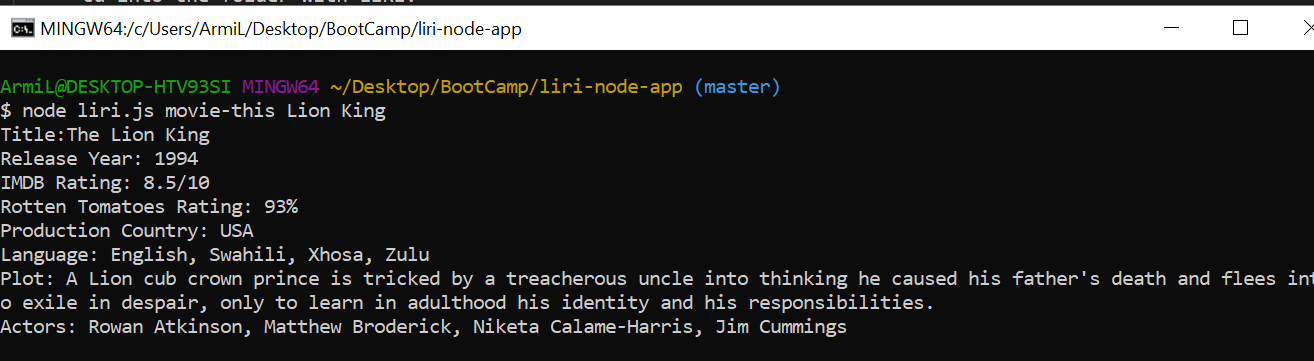 MINGW64:/c/Users/ArmiL/Desktop/BootCamp/liri-node-app
ArmiL@DESKTOP-HTV93SI MINGW64 ~/Desktop/BootCamp/liri-node-app (master)
$ node liri.js movie-this Lion King
Title:The Lion King
Release Year: 1994
IMDB Rating: 8.5/10
Rotten Tomatoes Rating: 93%
Production Country: USA
Language: English, Swahili, Xhosa, Zulu
Plot: A Lion cub crown prince is tricked by a treacherous uncle into thinking he caused his father's death and flees int
o exile in despair, only to learn in adulthood his identity and his responsibilities.
Actors: Rowan Atkinson, Matthew Broderick, Niketa Calame-Harris, Jim Cummings